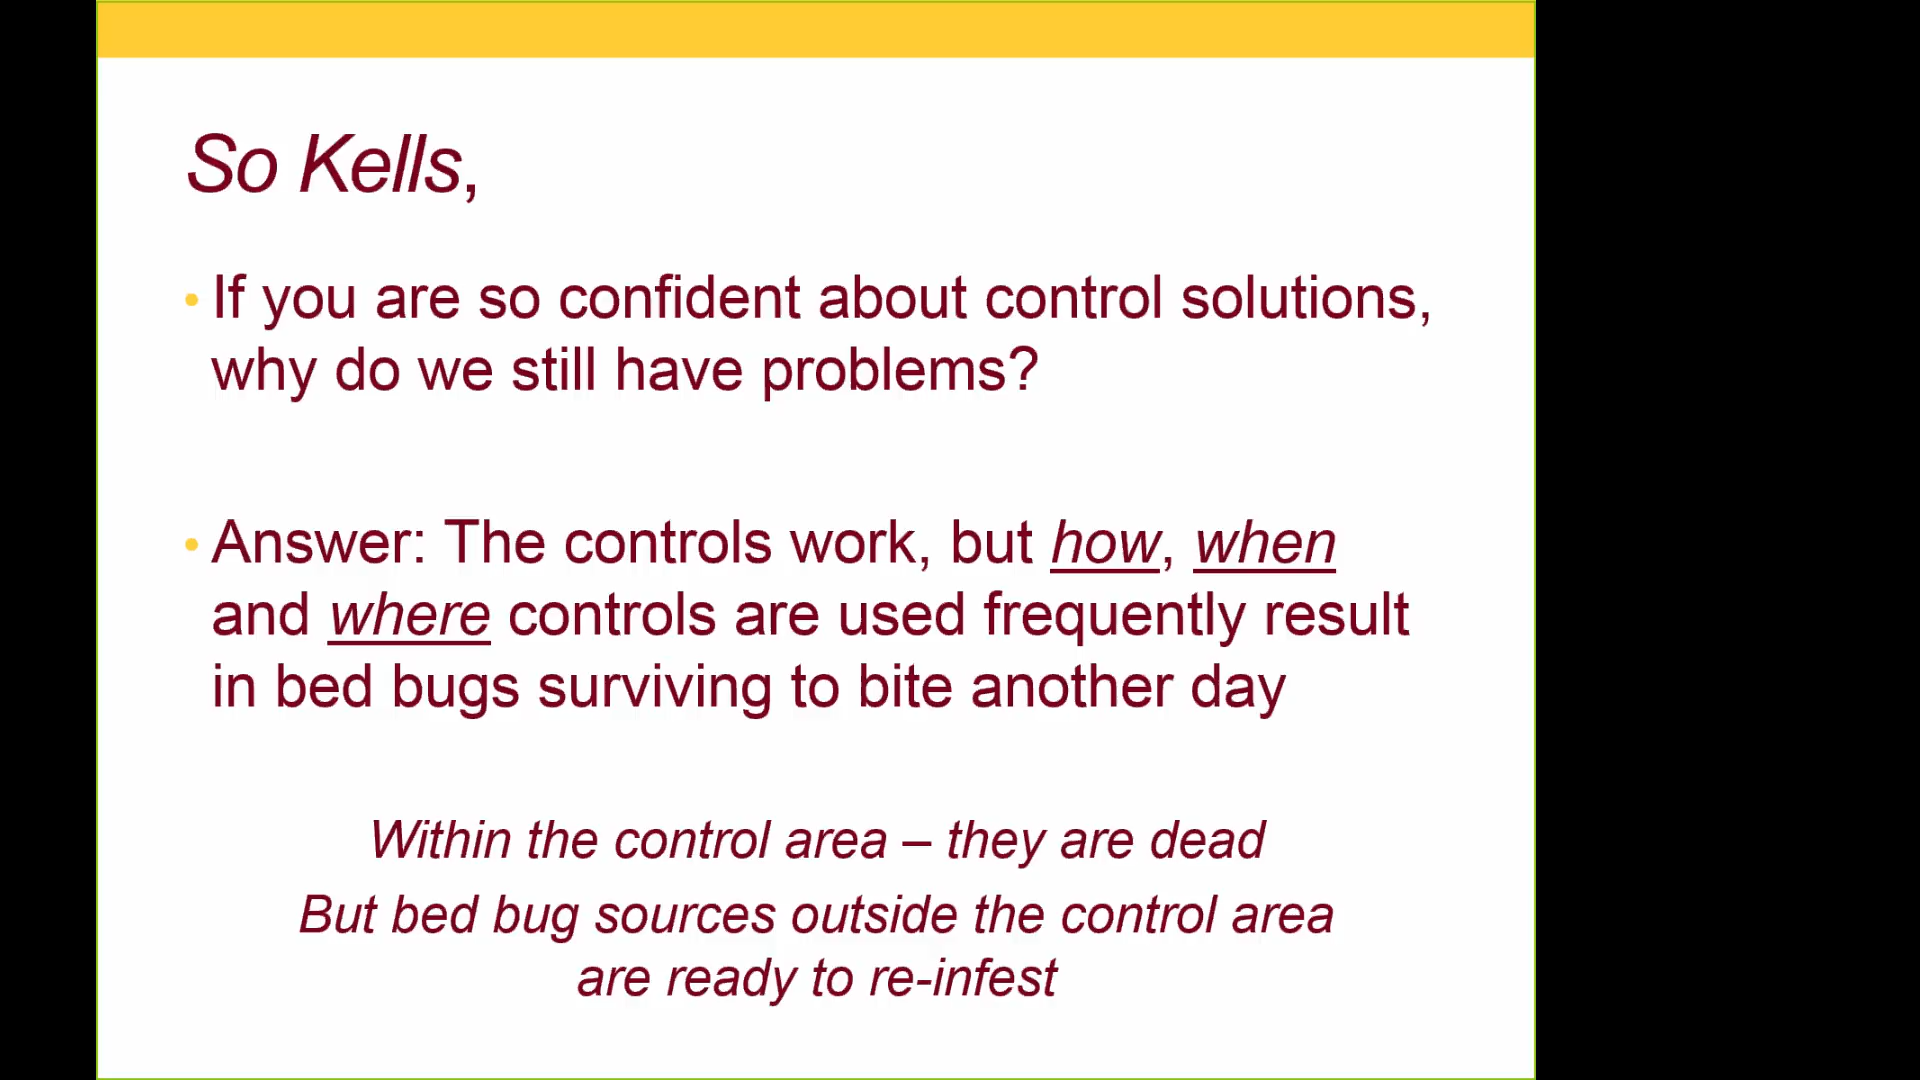 So Kells,
• If you are so confident about control solutions,
why do we still have problems?
• Answer: The controls work, but how, when
and where controls are used frequently result
in bed bugs surviving to bite another day
Within the control area – they are dead
But bed bug sources outside the control area
are ready to re-infest